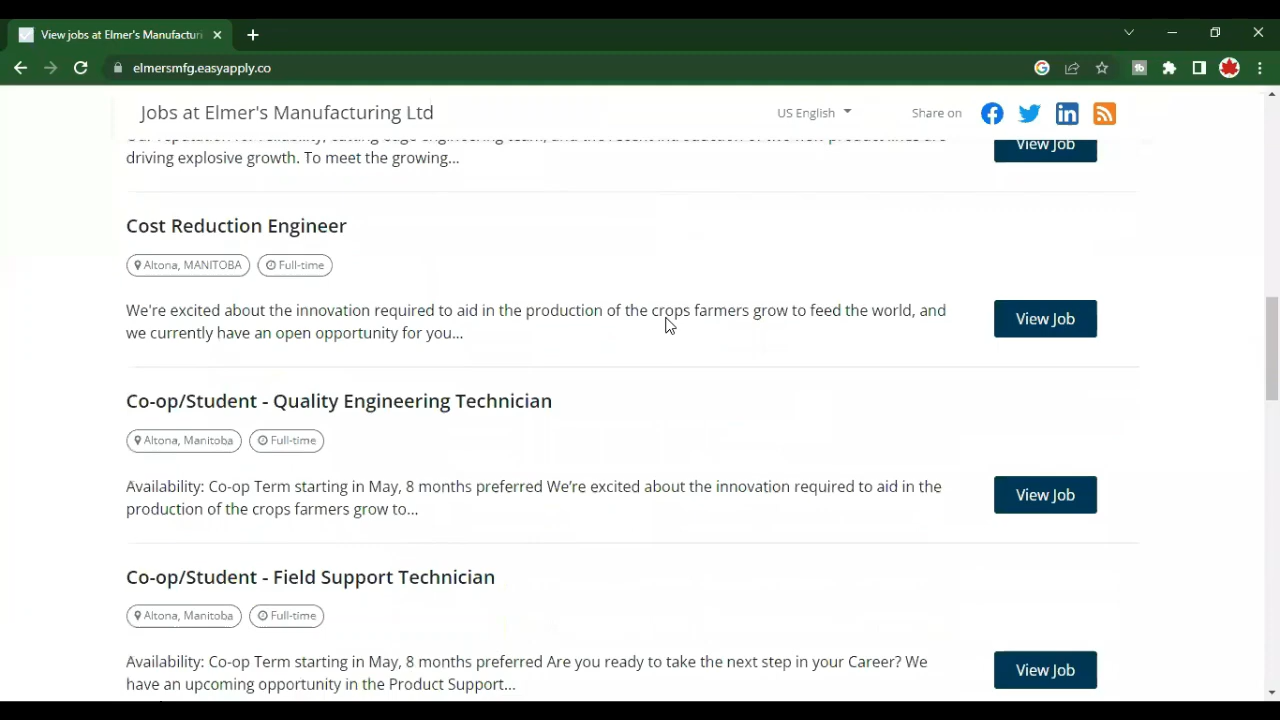 View jobs at Elmer's Manufacturi
elmersmfg.easyapply.co
Jobs at Elmer's Manufacturing Ltd
US English
Share on
driving explosive growth. To meet the growing...
View Job
Cost Reduction Engineer
Altona, MANITOBA
Full-time
We're excited about the innovation required to aid in the production of the crops farmers grow to feed the world, and
we currently have an open opportunity for you...
View Job
Co-op/Student - Quality Engineering Technician
Altona, Manitoba
Full-time
Availability: Co-op Term starting in May, 8 months preferred We’re excited about the innovation required to aid in the
production of the crops farmers grow to...
View Job
Co-op/Student - Field Support Technician
Altona, Manitoba
Full-time
Availability: Co-op Term starting in May, 8 months preferred Are you ready to take the next step in your Career? We
have an upcoming opportunity in the Product Support...
View Job